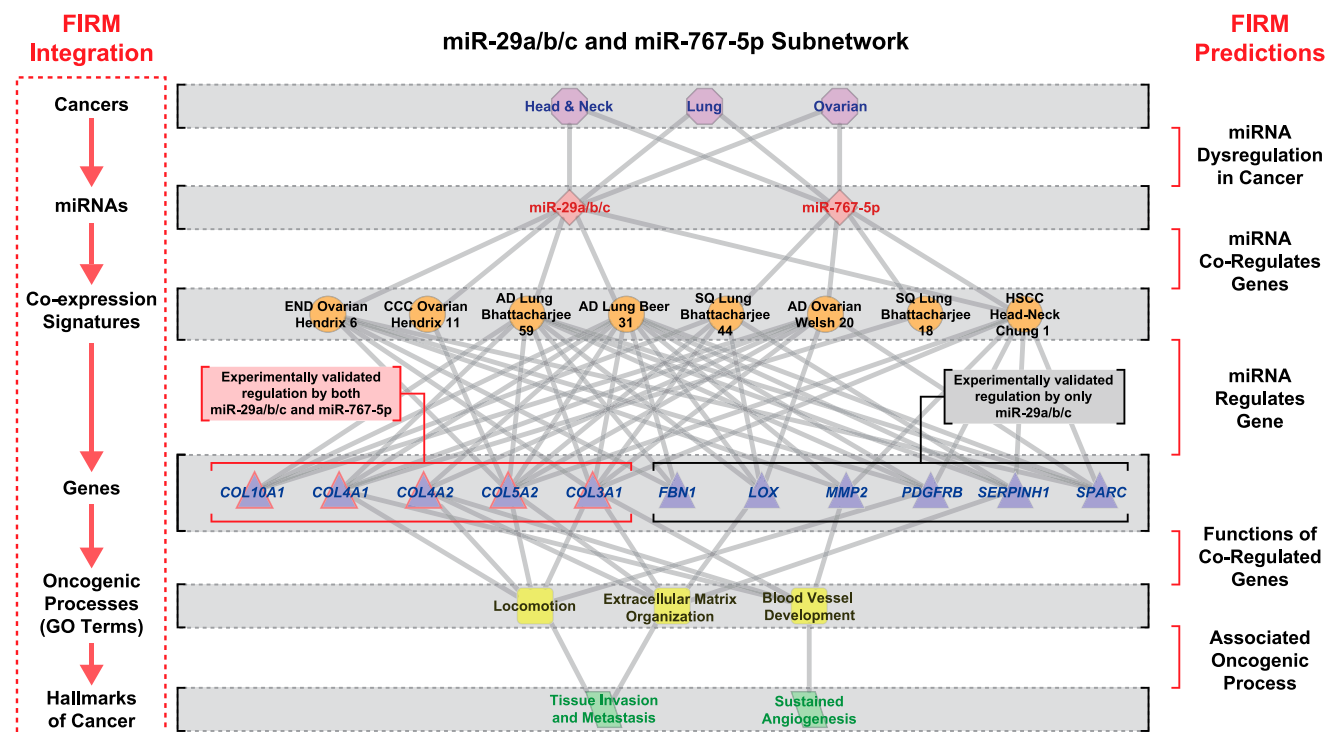 FIRM
Integration
miR-29a/b/c and miR-767-5p Subnetwork
FIRM
Predictions
Cancers
Head & Neck
Lung
Ovarian
miRNA
Dysregulation
in Cancer
miRNAs
miR-29a/b/c
miR-767-5p
miRNA
Co-Regulates
Genes
Co-expression
Signatures
END Ovarian
Hendrix 6
CCC Ovarian
Hendrix 11
AD Lung
Bhattacharjee
59
AD Lung Beer
31
SQ Lung
Bhattacharjee
44
AD Ovarian
Welsh 20
SQ Lung
Bhattacharjee
18
HSCC
Head-Neck
Chung 1
Experimentally validated
regulation by both
miR-29a/b/c and miR-767-5p
Experimentally validated
regulation by only
miR-29a/b/c
miRNA
Regulates
Gene
Genes
COL10A1
COL4A1
COL4A2
COL5A2
COL3A1
FBN1
LOX
MMP2
PDGFRB
SERPINH1
SPARC
Functions of
Co-Regulated
Genes
Oncogenic
Processes
(GO Terms)
Locomotion
Extracellular Matrix
Organization
Blood Vessel
Development
Associated
Oncogenic
Process
Hallmarks
of Cancer
Tissue Invasion
and Metastasis
Sustained
Angiogenesis